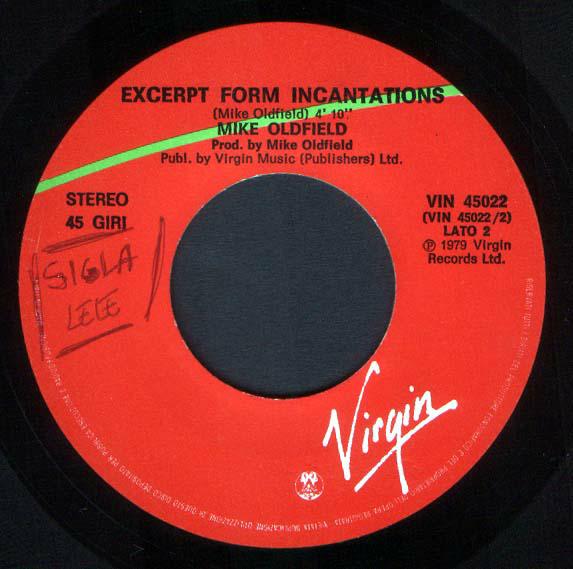 EXCERPT FORM INCANTATIONS
(Mike Oldfield) 4' 10''
MIKE OLDFIELD
Prod. by Mike Oldfield
Publ. by Virgin Music (Publishers) Ltd.
STEREO
45 GIRI
VIN 45022
(VIN 45022/2)
LATO 2
℗ 1979 Virgin
Records Ltd.
SIGLA
LELE
Virgin